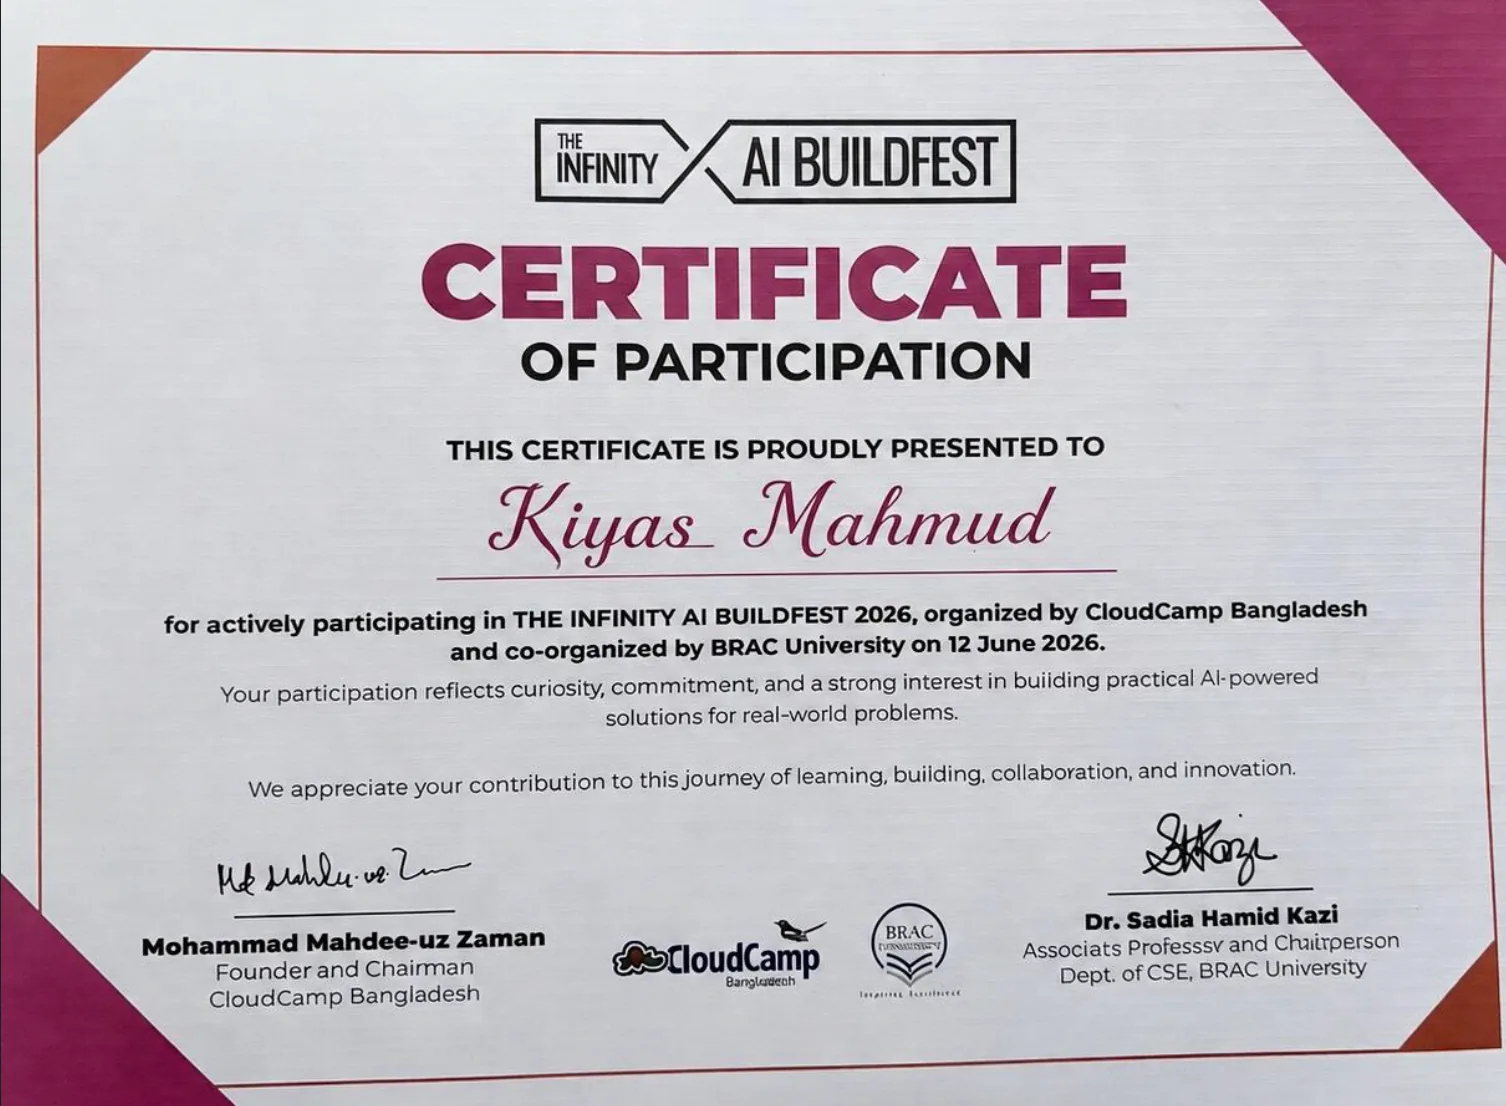 THE INFINITY AI BUILDFEST
CERTIFICATE
OF PARTICIPATION
THIS CERTIFICATE IS PROUDLY PRESENTED TO
Kiyas Mahmud
for actively participating in THE INFINITY AI BUILDFEST 2026, organized by CloudCamp Bangladesh
and co-organized by BRAC University on 12 June 2026.
Your participation reflects curiosity, commitment, and a strong interest in buiiding practical AI-powered
solutions for real-world problems.
We appreciate your contribution to this journey of learning, building, collaboration, and innovation.
Mohammad Mahdee-uz Zaman
Founder and Chairman
CloudCamp Bangladesh
CloudCamp
BRAC
Dr. Sadia Hamid Kazi
Associats Professsv and Chairperson
Dept. of CSE, BRAC University